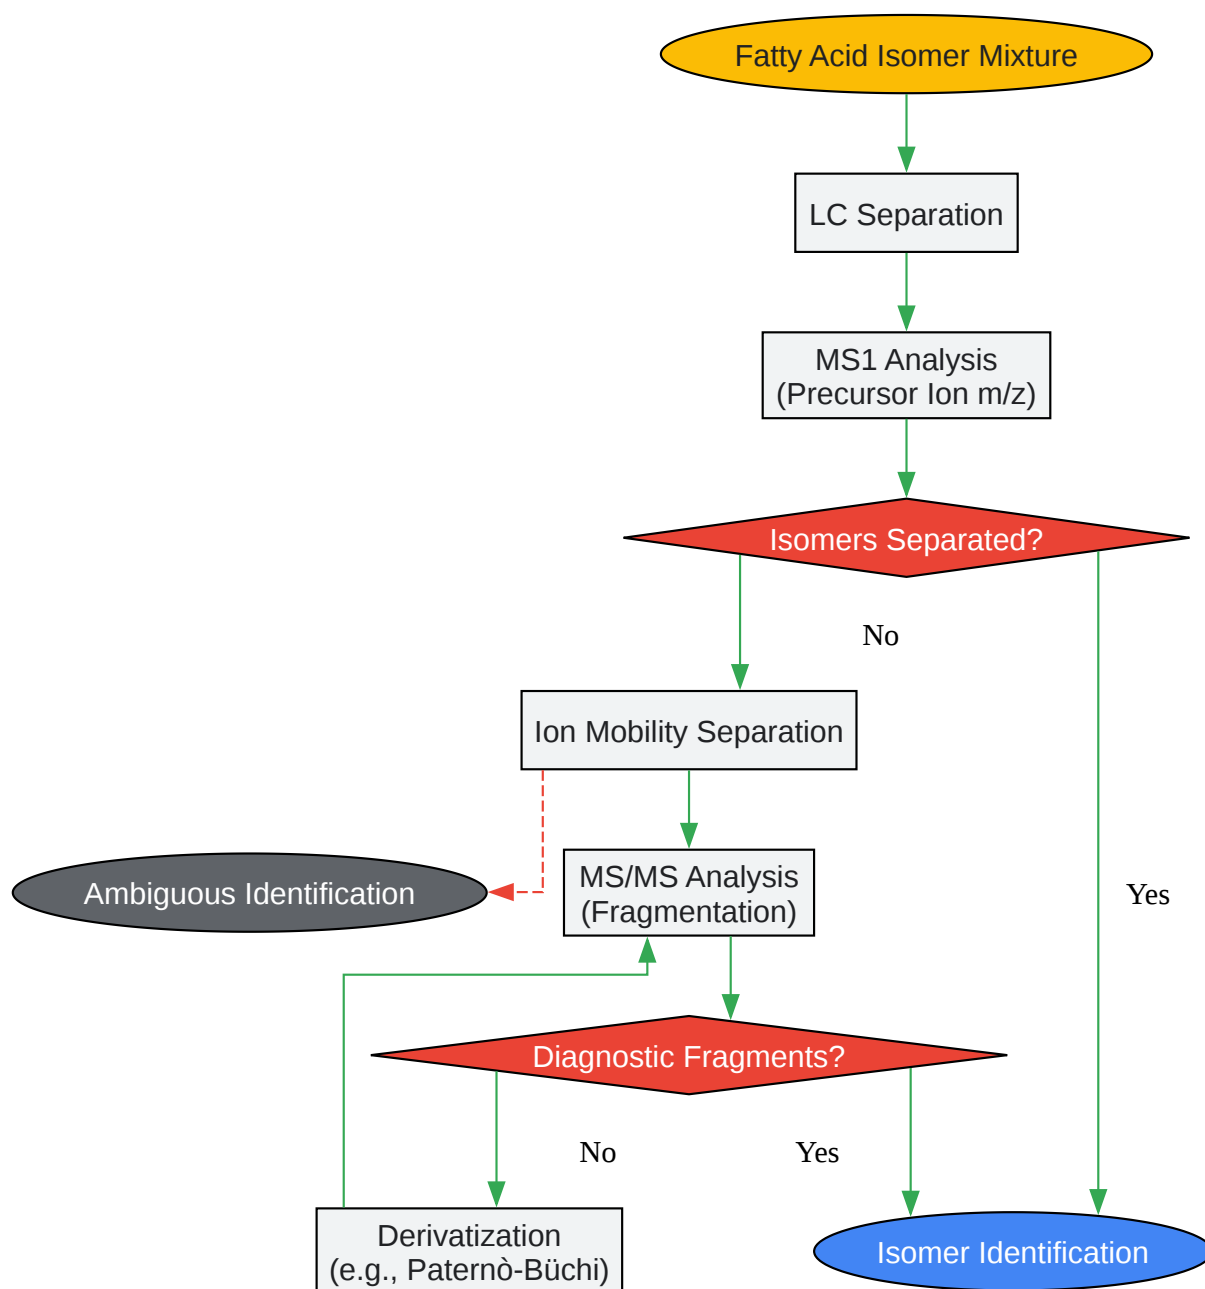 Fatty Acid Isomer Mixture
LC Separation
MS1 Analysis
(Precursor Ion m/z)
Isomers Separated?
No
Ion Mobility Separation
MS/MS Analysis
(Fragmentation)
Ambiguous Identification
Yes
Diagnostic Fragments?
No
Yes
Derivatization
(e.g., Paternò-Büchi)
Isomer Identification